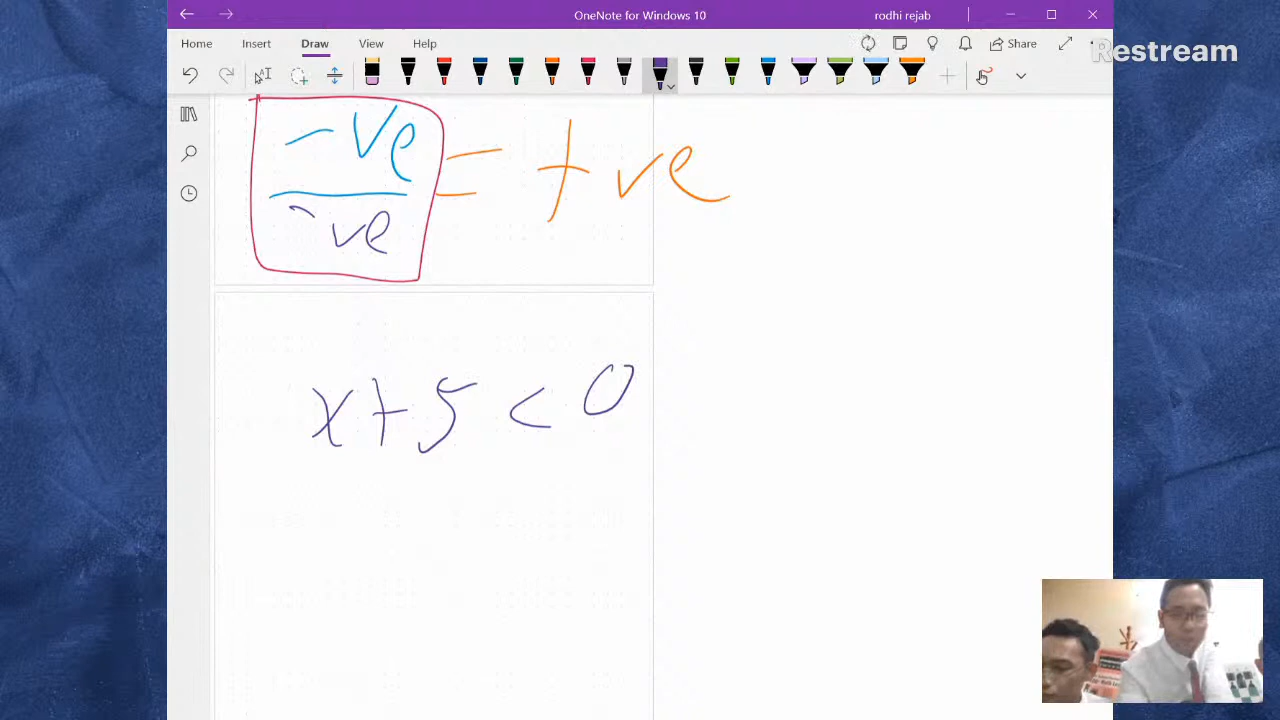 OneNote for Windows 10
rodhi rejab
Home Insert Draw View Help
Share
Restream
-ve
-ve
= +ve
x+5 < 0